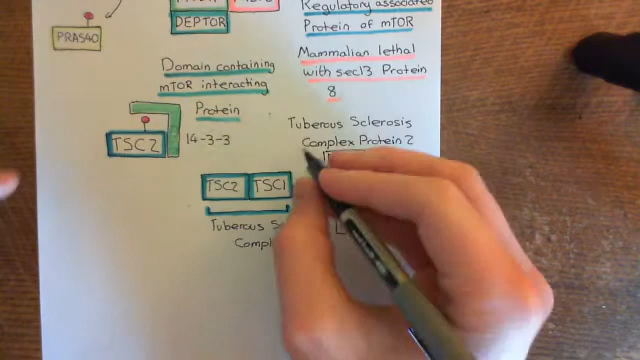 Regulatory associated
Protein of mTOR
PRAS40
DEPTOR
Mammalian lethal
with sec13 Protein
8
Domain containing
mTOR interacting
Protein
TSC2
14-3-3
Tuberous Sclerosis
Complex Protein 2
TSC2 TSC1
Tuberous